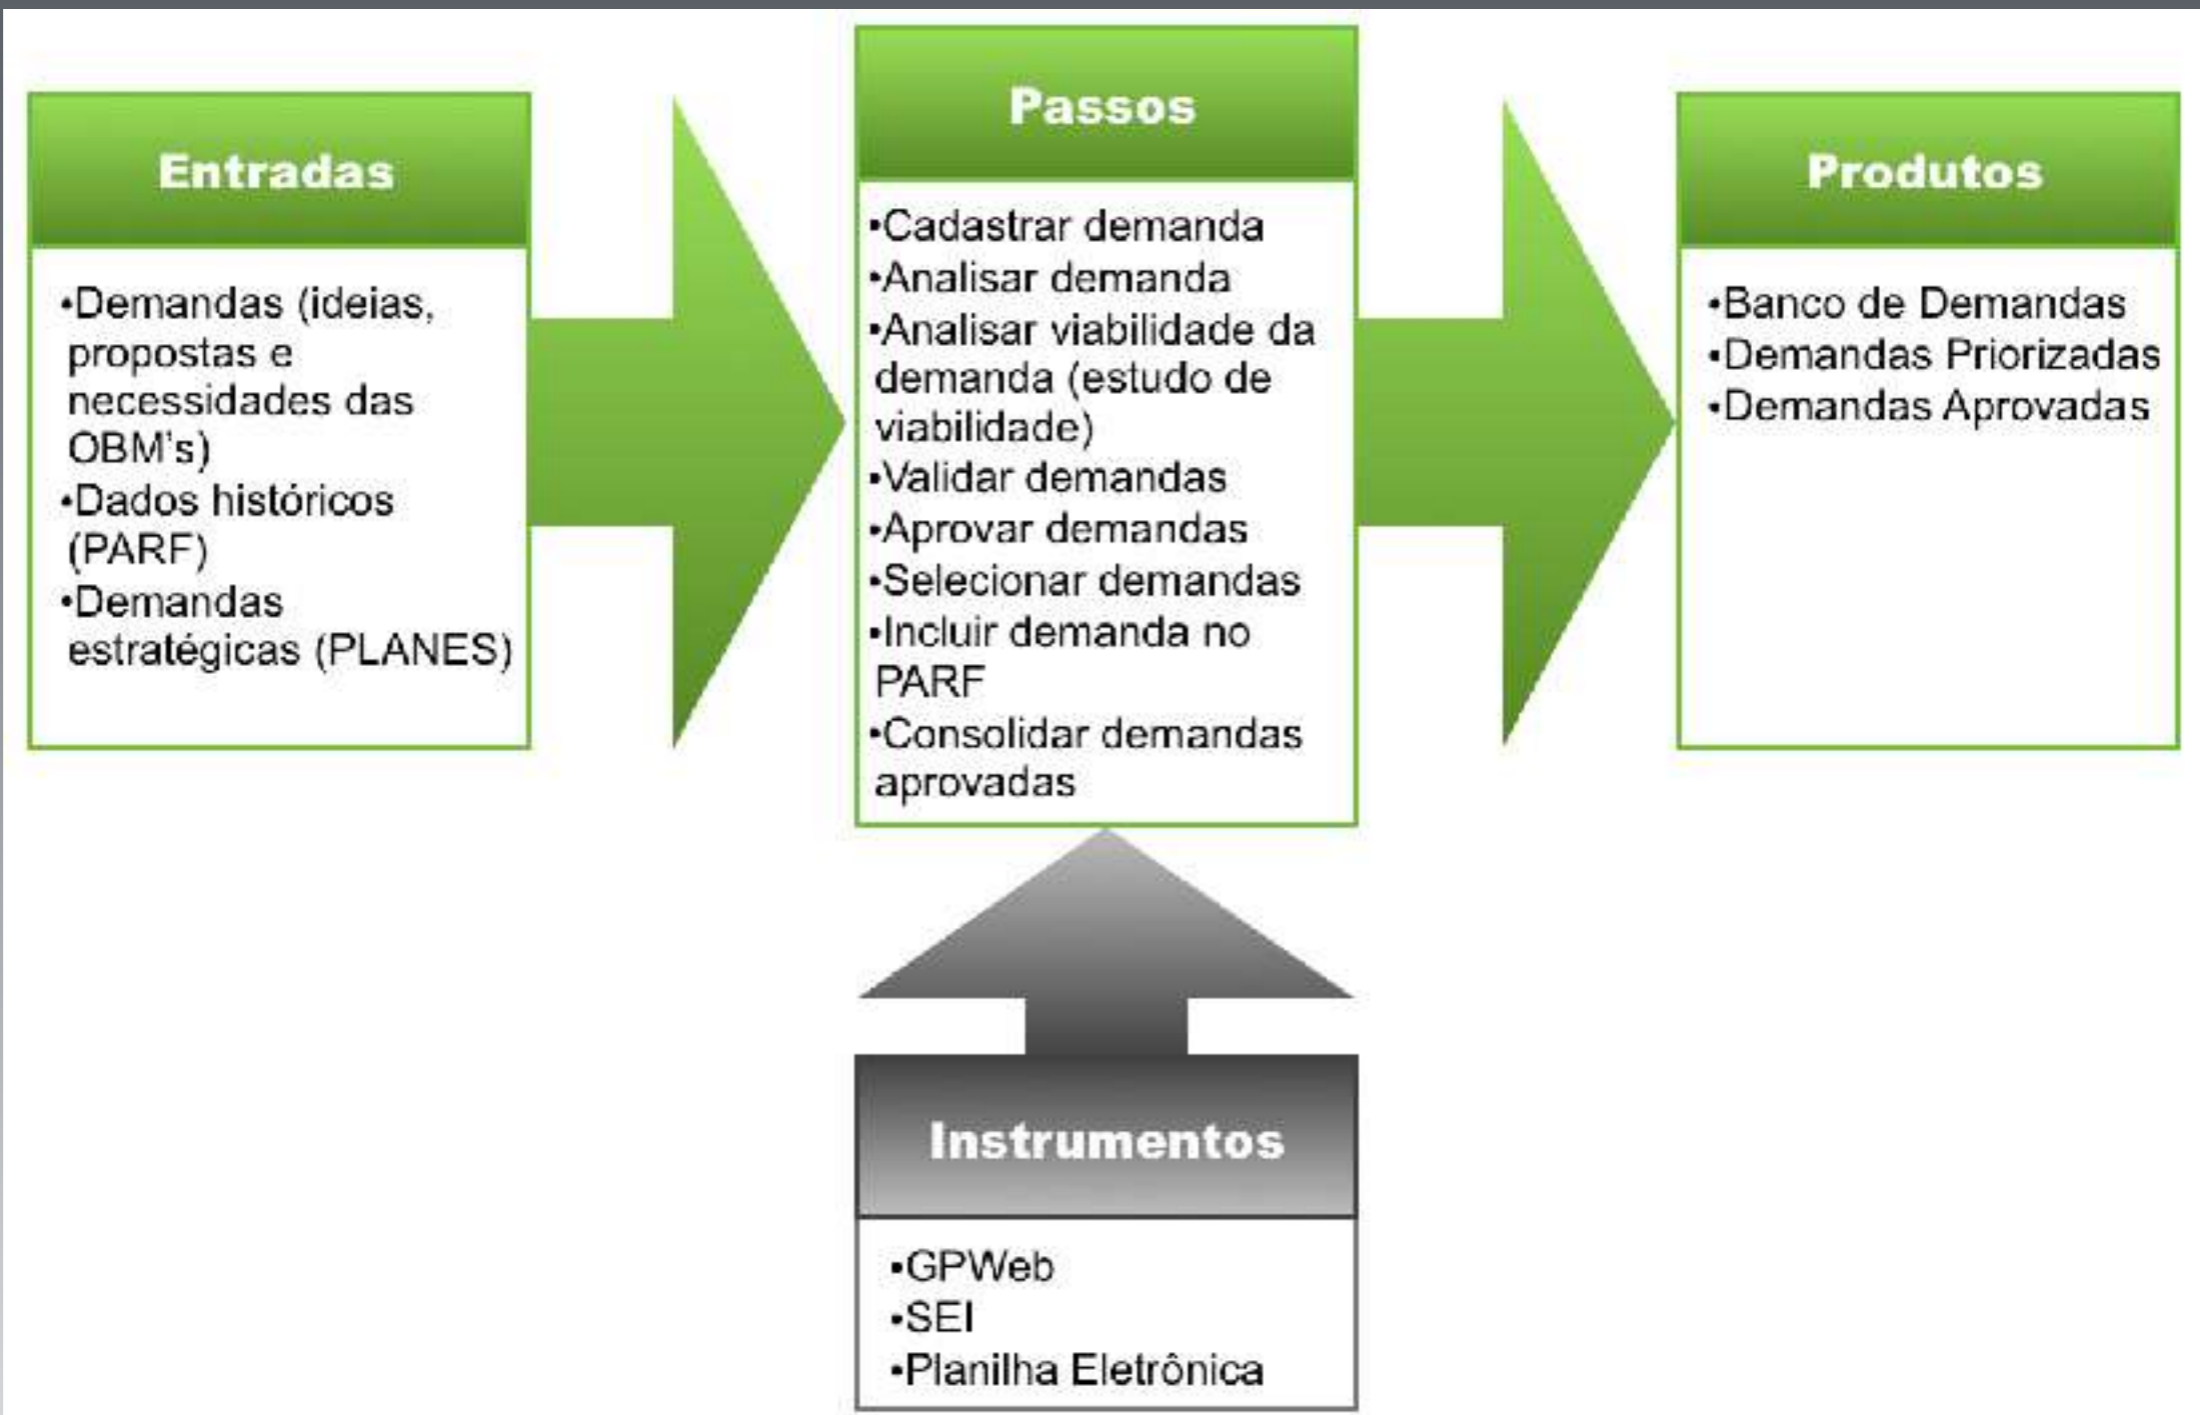 Entradas
•Demandas (ideias,
propostas e
necessidades das
OBM's)
•Dados históricos
(PARF)
•Demandas
estratégicas (PLANES)
Passos
•Cadastrar demanda
•Analisar demanda
•Analisar viabilidade da
demanda (estudo de
viabilidade)
•Validar demandas
•Aprovar demandas
•Selecionar demandas
•Incluir demanda no
PARF
•Consolidar demandas
aprovadas
Produtos
•Banco de Demandas
•Demandas Priorizadas
•Demandas Aprovadas
Instrumentos
•GPWeb
•SEI
•Planilha Eletrônica